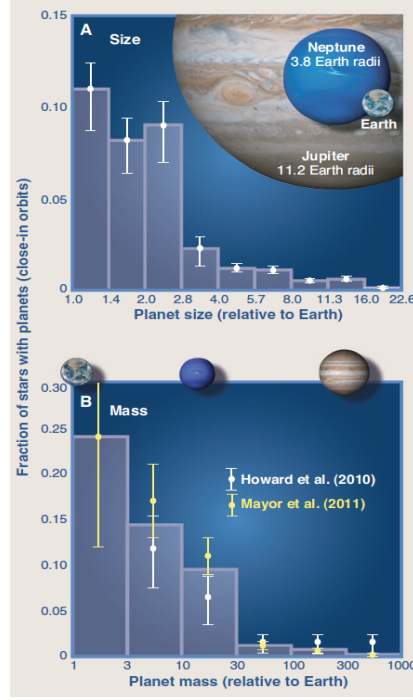 Fraction of stars with planets (close-in orbits)
A
Size
Neptune
3.8 Earth radii
Earth
Jupiter
11.2 Earth radii
0.15
0.10
0.05
0
1.0 1.4 2.0 2.8 4.0 5.7 8.0 11.3 16.0 22.6
Planet size (relative to Earth)
B
Mass
Howard et al. (2010)
Mayor et al. (2011)
0.30
0.25
0.20
0.15
0.10
0.05
0
1 3 10 30 100 300 1000
Planet mass (relative to Earth)